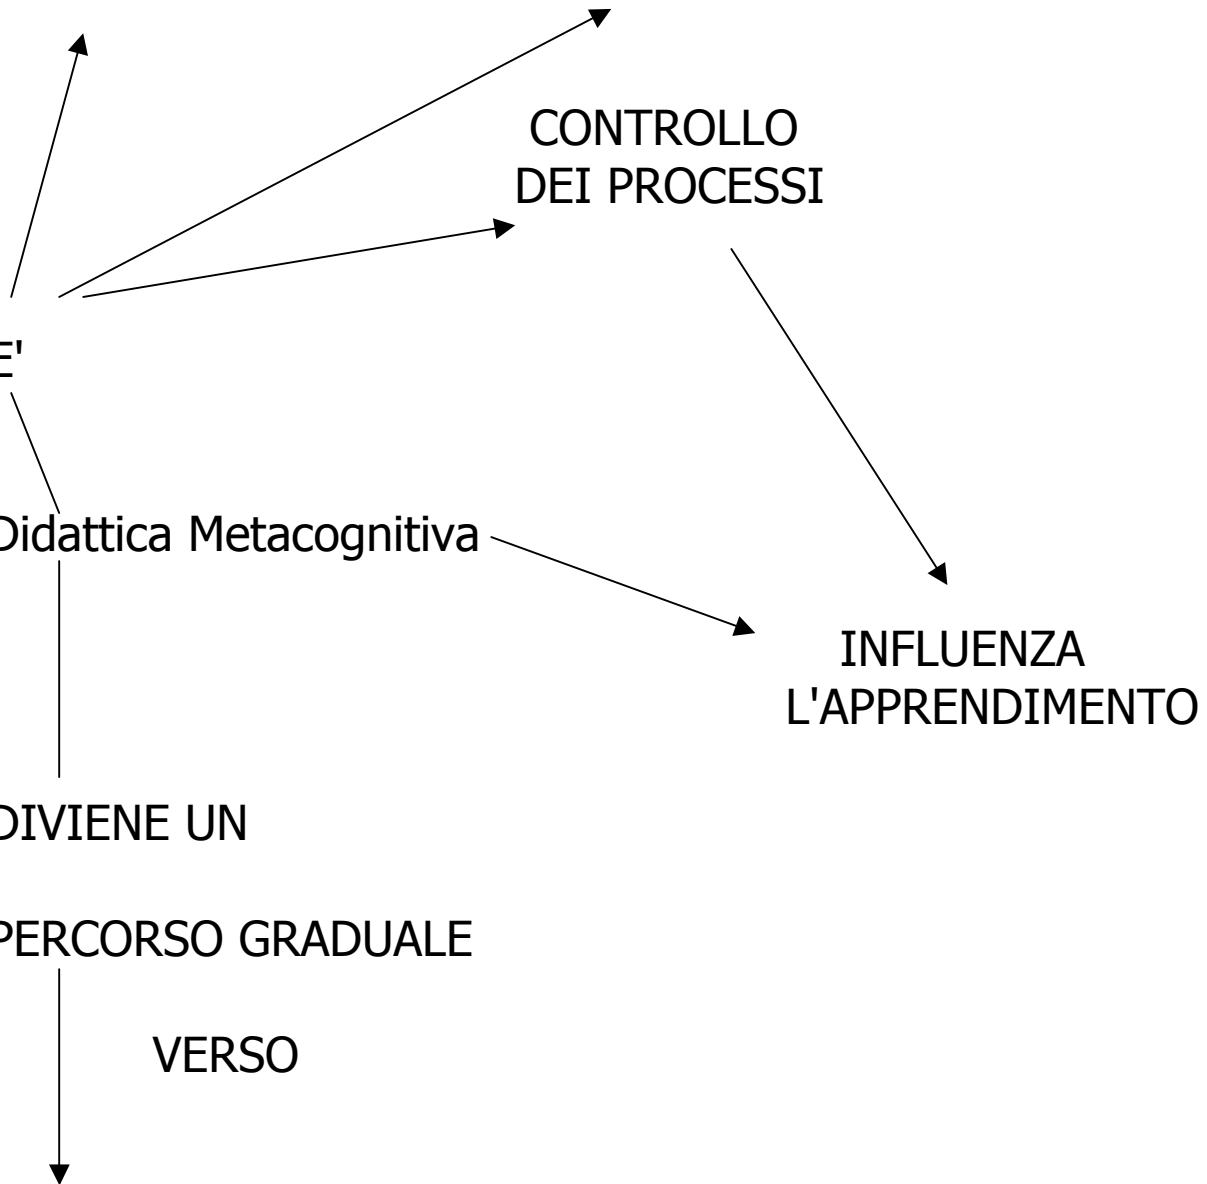 CONTROLLO
DEI PROCESSI
E'
Didattica Metacognitiva
INFLUENZA
L'APPRENDIMENTO
DIVIENE UN
PERCORSO GRADUALE
VERSO